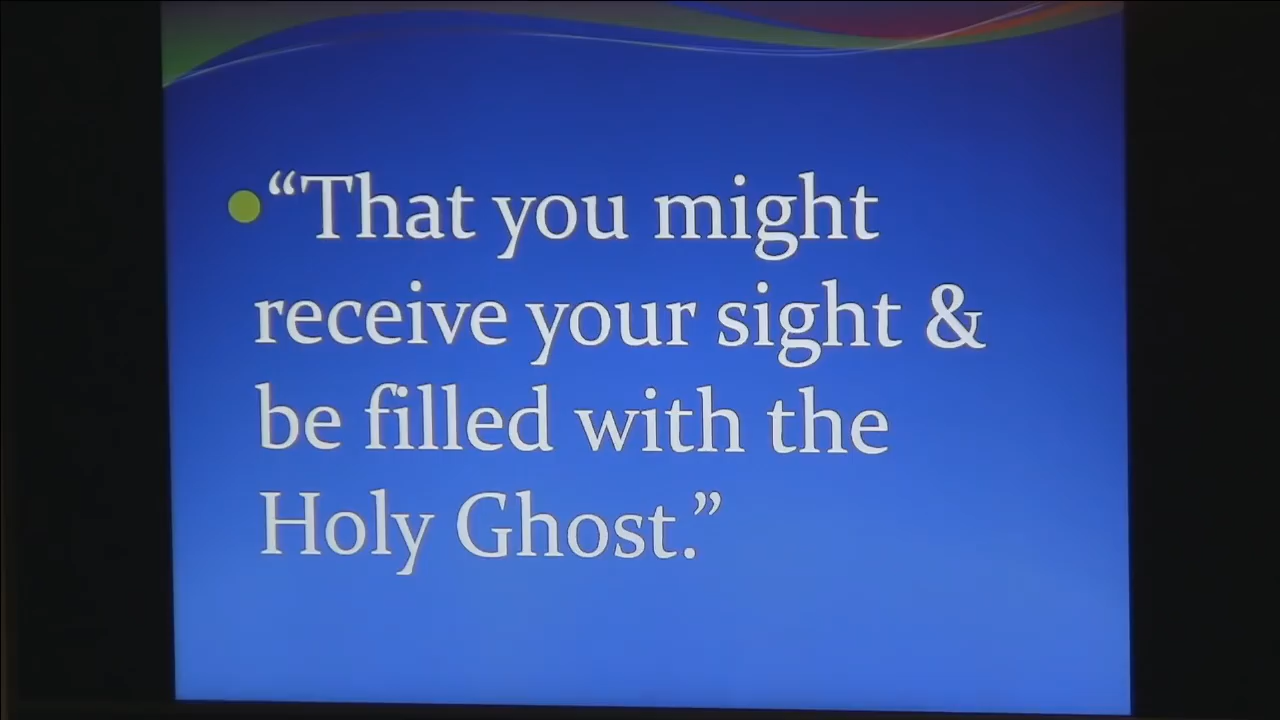 “That you might
receive your sight &
be filled with the
Holy Ghost.”